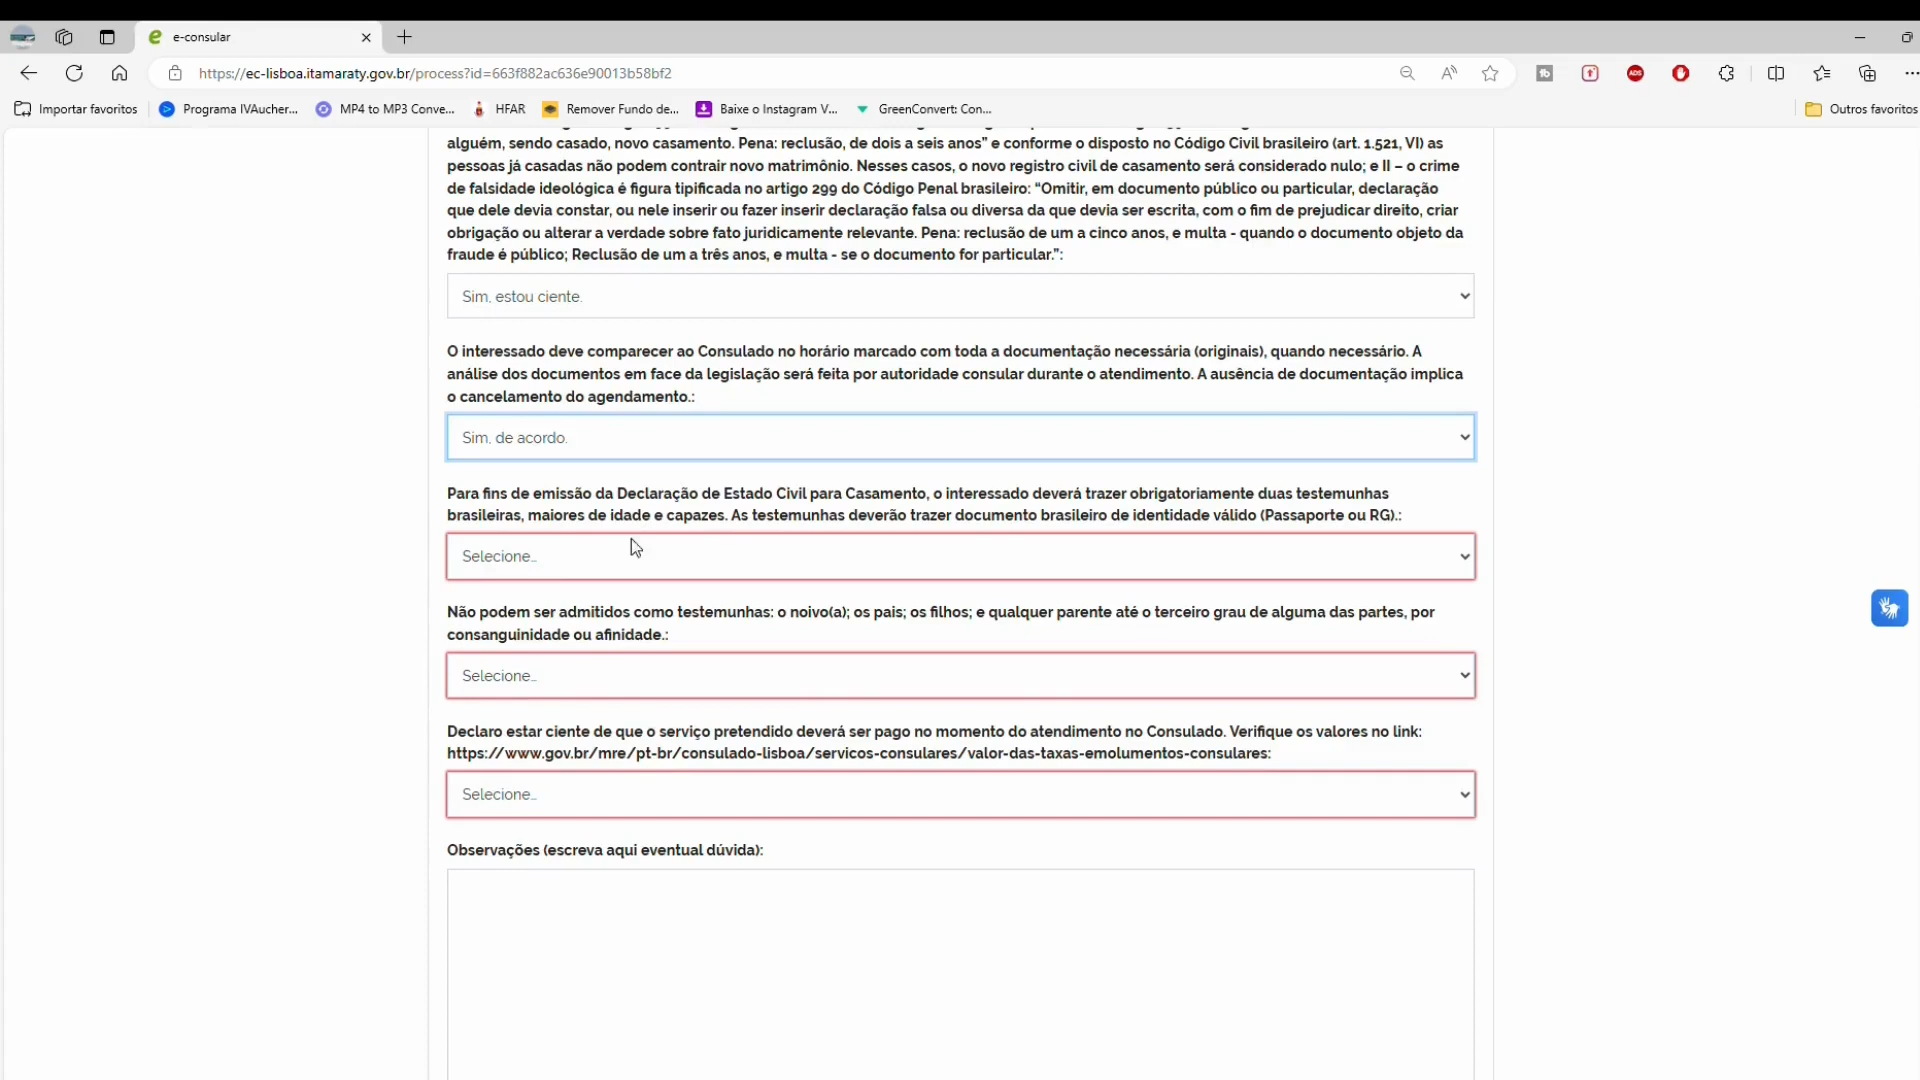 e-consular
https://ec-lisboa.itamaraty.gov.br/process?id=663f882ac636e90013b58bf2
Importar favoritos
Programa IVAucher...
MP4 to MP3 Conve...
HFAR
Remover Fundo de...
Baixe o Instagram V...
GreenConvert: Con...
Outros favoritos
alguém, sendo casado, novo casamento. Pena: reclusão, de dois a seis anos" e conforme o disposto no Código Civil brasileiro (art. 1.521, VI) as
pessoas já casadas não podem contrair novo matrimônio. Nesses casos, o novo registro civil de casamento será considerado nulo; e II – o crime
de falsidade ideológica é figura tipificada no artigo 299 do Código Penal brasileiro: "Omitir, em documento público ou particular, declaração
que dele devia constar, ou nele inserir ou fazer inserir declaração falsa ou diversa da que devia ser escrita, com o fim de prejudicar direito, criar
obrigação ou alterar a verdade sobre fato juridicamente relevante. Pena: reclusão de um a cinco anos, e multa - quando o documento objeto da
fraude é público; Reclusão de um a três anos, e multa - se o documento for particular.":
Sim, estou ciente.
O interessado deve comparecer ao Consulado no horário marcado com toda a documentação necessária (originais), quando necessário. A
análise dos documentos em face da legislação será feita por autoridade consular durante o atendimento. A ausência de documentação implica
o cancelamento do agendamento.:
Sim, de acordo.
Para fins de emissão da Declaração de Estado Civil para Casamento, o interessado deverá trazer obrigatoriamente duas testemunhas
brasileiras, maiores de idade e capazes. As testemunhas deverão trazer documento brasileiro de identidade válido (Passaporte ou RG).:
Selecione...
Não podem ser admitidos como testemunhas: o noivo(a); os pais; os filhos; e qualquer parente até o terceiro grau de alguma das partes, por
consanguinidade ou afinidade.:
Selecione...
Declaro estar ciente de que o serviço pretendido deverá ser pago no momento do atendimento no Consulado. Verifique os valores no link:
https://www.gov.br/mre/pt-br/consulado-lisboa/servicos-consulares/valor-das-taxas-emolumentos-consulares:
Selecione...
Observações (escreva aqui eventual dúvida):